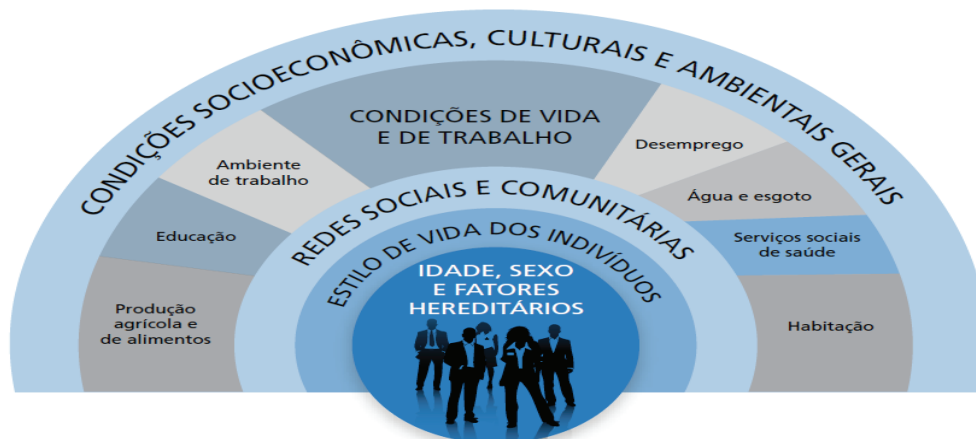 CONDIÇÕES SOCIOECONÔMICAS, CULTURAIS E AMBIENTAIS GERAIS
CONDIÇÕES DE VIDA
E DE TRABALHO
Desemprego
Ambiente
de trabalho
Água e esgoto
Educação
Serviços sociais
de saúde
Produção
agrícola e
de alimentos
Habitação
REDES SOCIAIS E COMUNITÁRIAS
ESTILO DE VIDA DOS INDIVÍDUOS
IDADE, SEXO
E FATORES
HEREDITÁRIOS